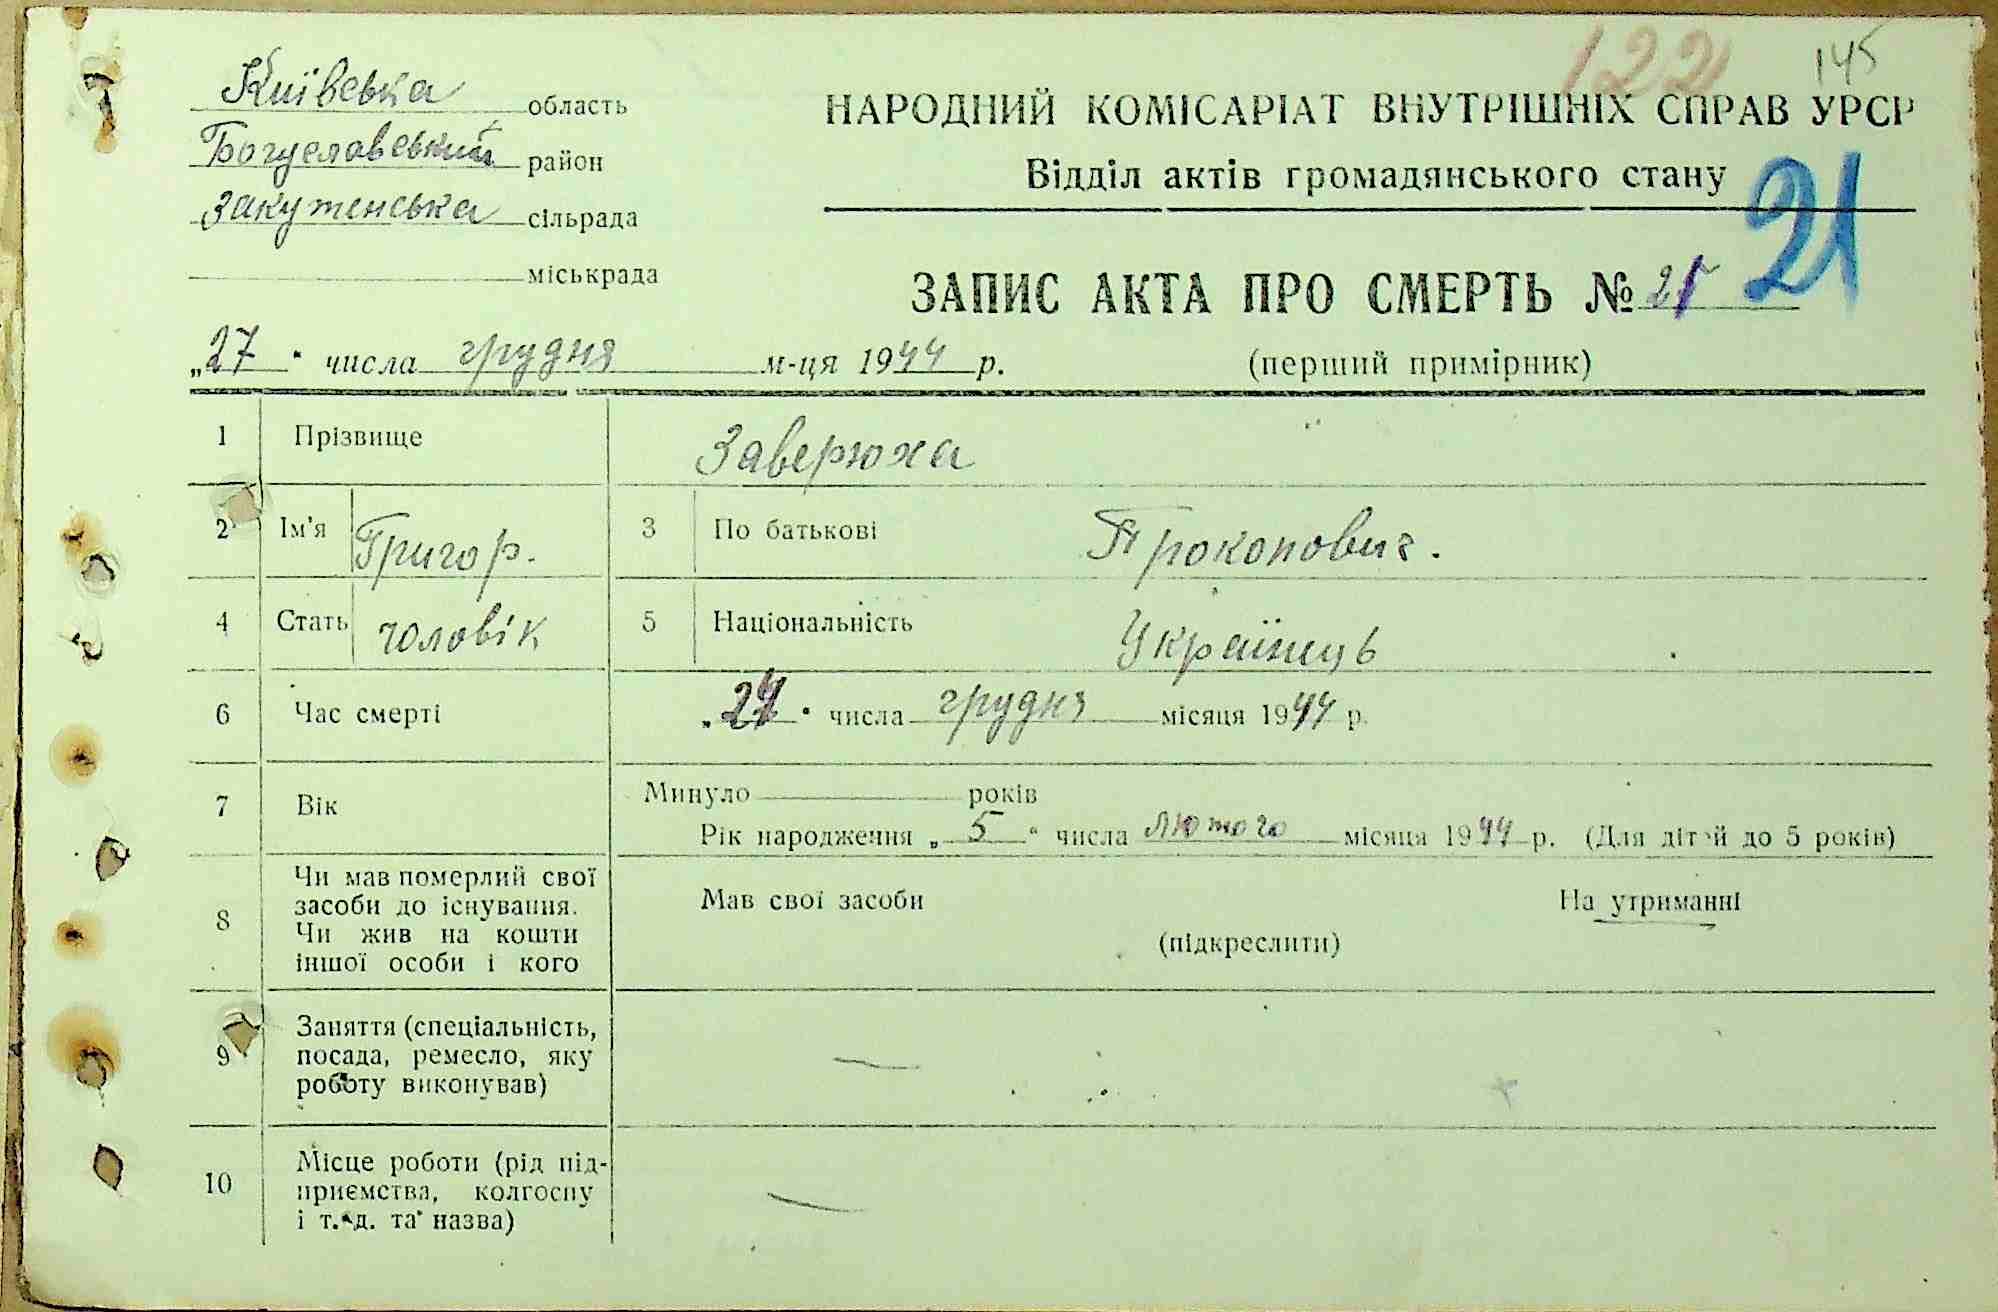 122 145
Київська область
Богуславський район
Закутенська сільрада
міськрада
НАРОДНИЙ КОМІСАРІАТ ВНУТРІШНІХ СПРАВ УРСР
Відділ актів громадянського стану
ЗАПИС АКТА ПРО СМЕРТЬ № 21 21
„27“ числа грудня м-ця 1944 р. (перший примірник)
1 Прізвище Заверюха
2 Ім'я Григор. 3 По батькові Прокопович.
4 Стать чоловік 5 Національність Українець
6 Час смерті „ “ числа грудня місяця 1944 р.
7 Вік Минуло років
Рік народження „5“ числа лютого місяця 1944 р. (Для дітей до 5 років)
8 Чи мав померлий свої
засоби до існування.
Чи жив на кошти
іншої особи і кого
Мав свої засоби На утриманні
(підкреслити)
9 Заняття (спеціальність,
посада, ремесло, яку
роботу виконував) —
10 Місце роботи (рід під-
приємства, колгоспу
і т. д. та назва) —